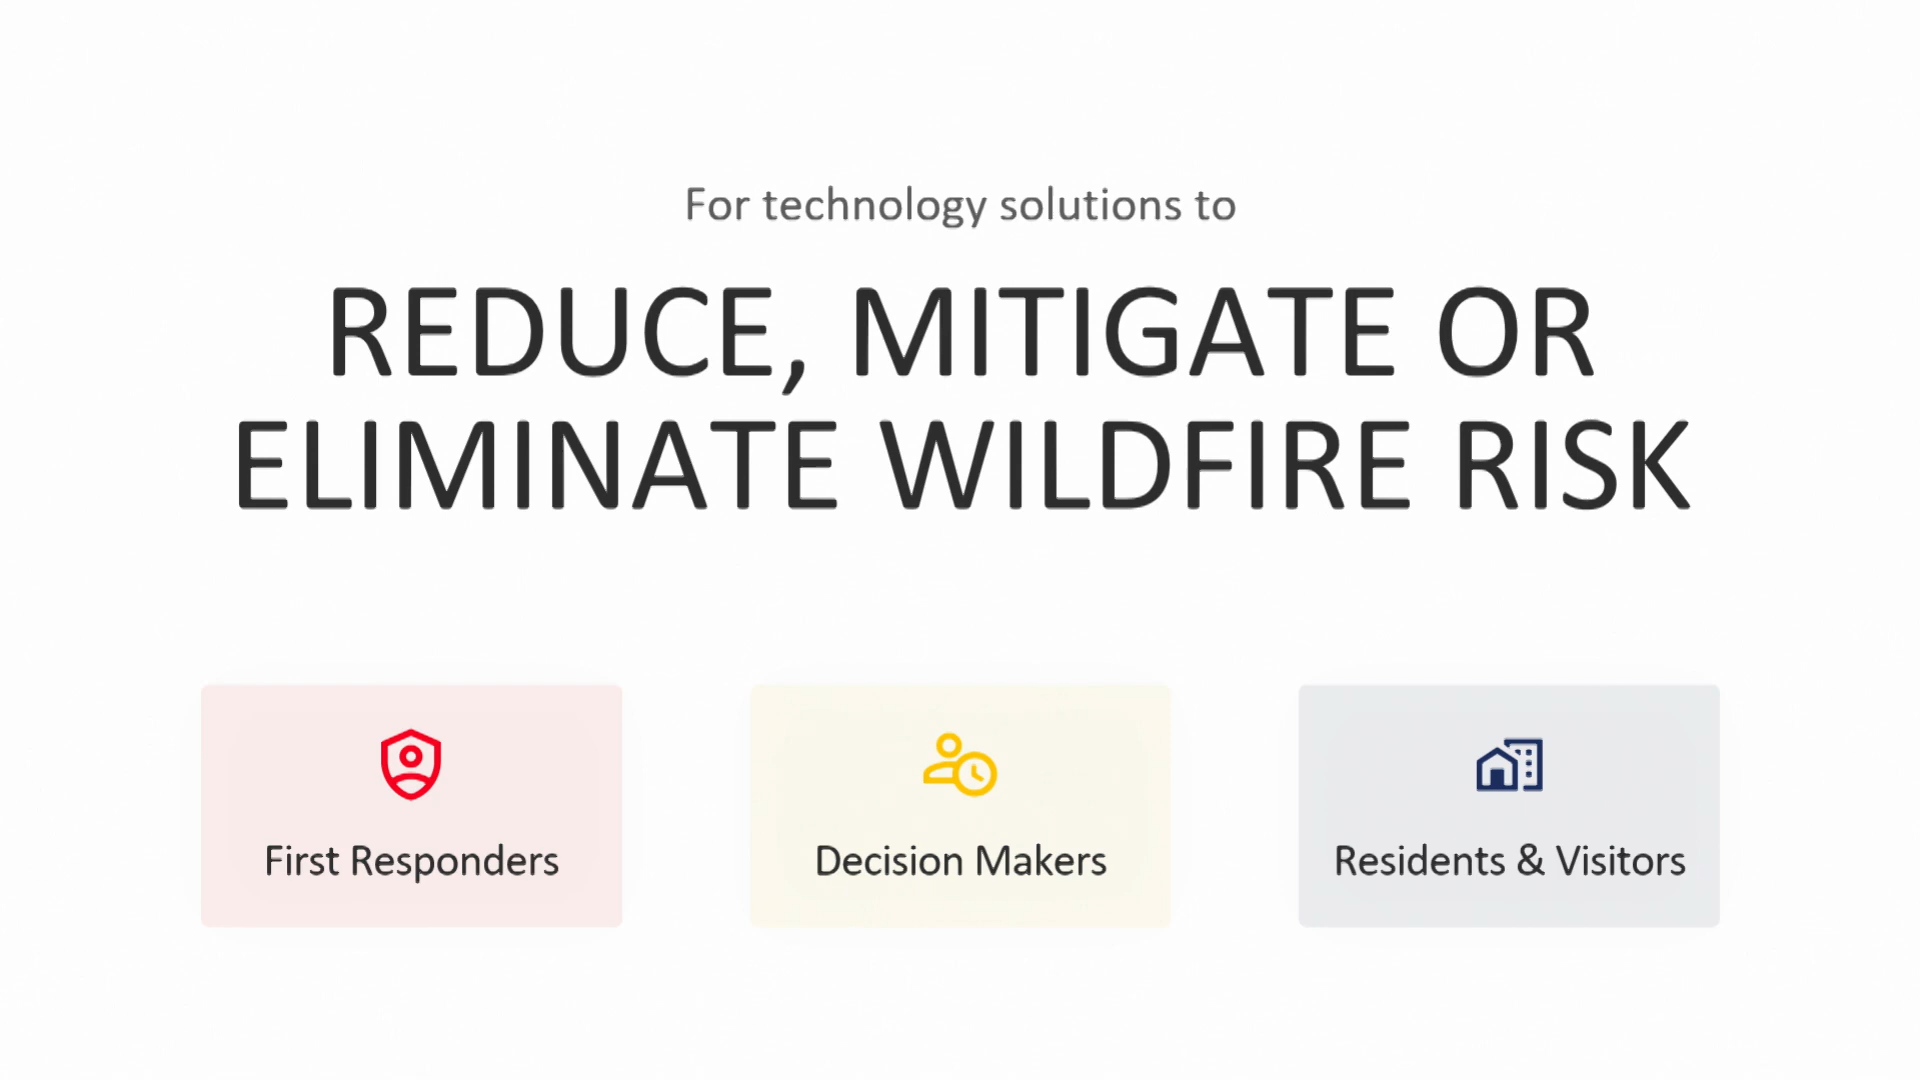 For technology solutions to
REDUCE, MITIGATE OR
ELIMINATE WILDFIRE RISK
First Responders
Decision Makers
Residents & Visitors